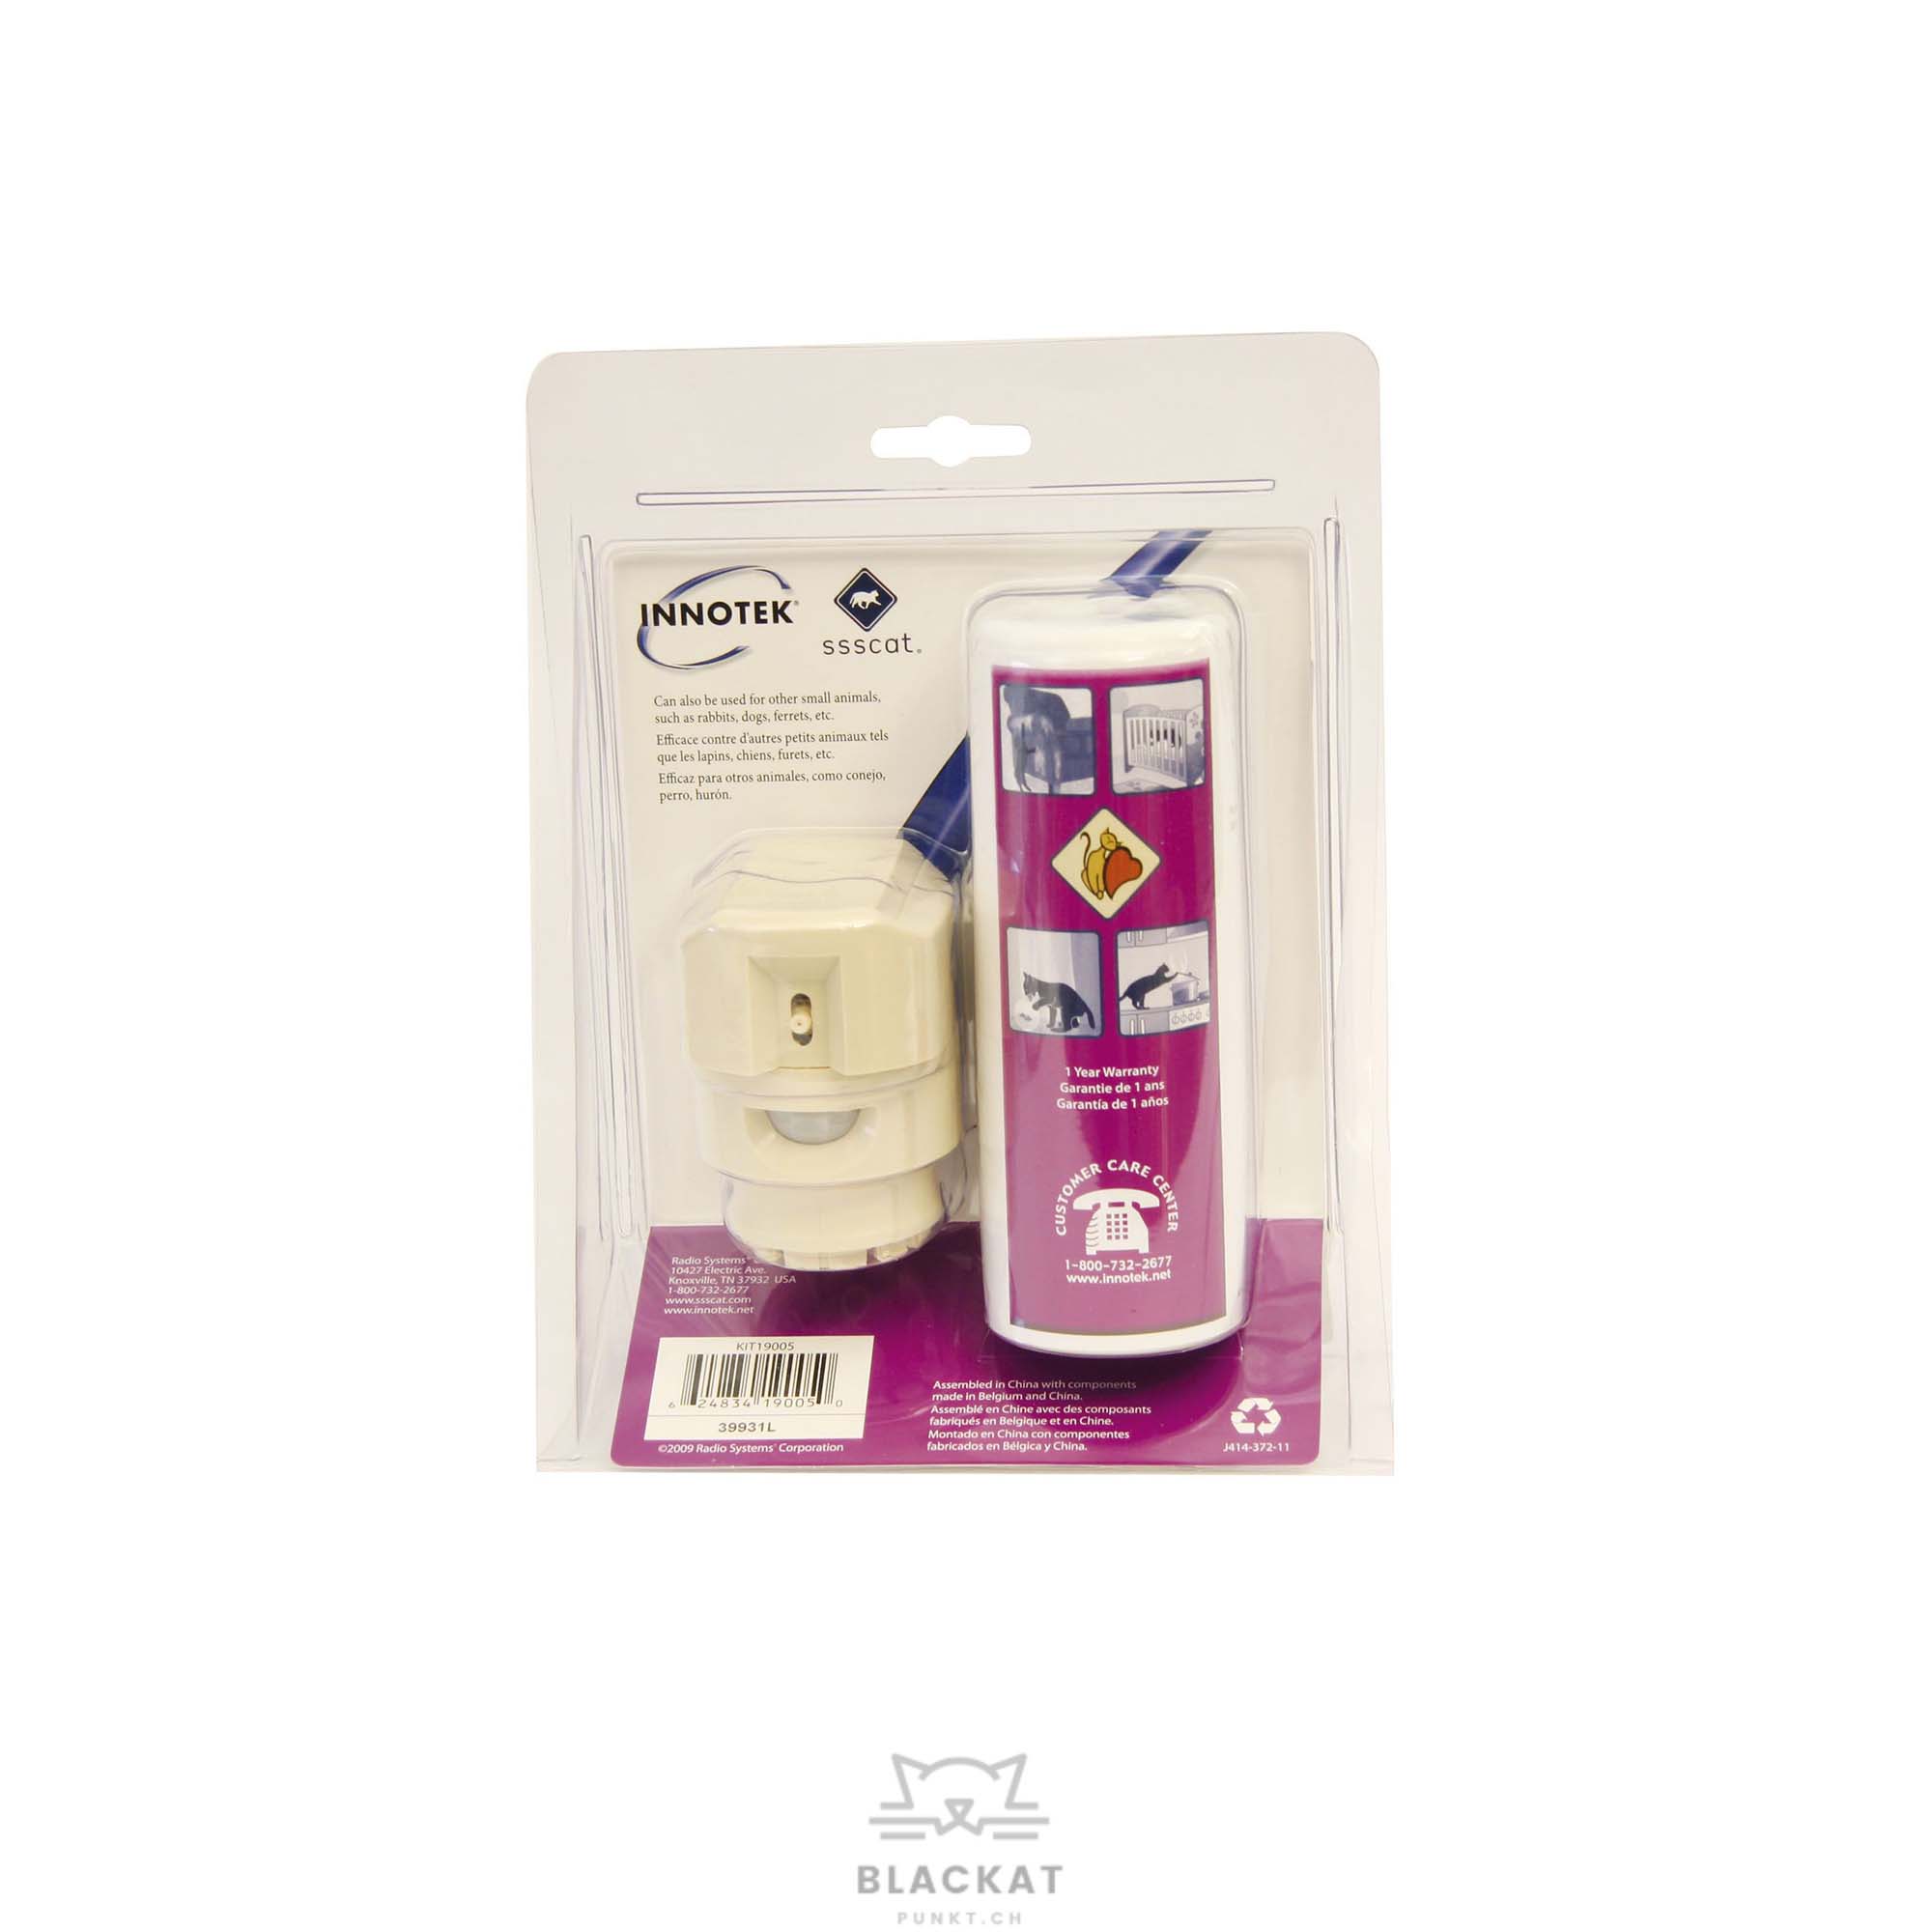 INNOTEK®
ssscat®
Can also be used for other small animals,
such as rabbits, dogs, ferrets, etc.
Efficace contre d'autres petits animaux tels
que les lapins, chiens, furets, etc.
Efficaz para otros animales, como conejo,
perro, hurón.
1 Year Warranty
Garantie de 1 ans
Garantía de 1 años
CUSTOMER CARE CENTER
1-800-732-2677
www.innotek.net
Radio Systems®
10427 Electric Ave.
Knoxville, TN 37932 USA
1-800-732-2677
www.ssscat.com
www.innotek.net
KIT19005
6 24834 19005 0
39931L
©2009 Radio Systems® Corporation
Assembled in China with components
made in Belgium and China.
Assemblé en Chine avec des composants
fabriqués en Belgique et en Chine.
Montado en China con componentes
fabricados en Bélgica y China.
J414-372-11
BLACKAT
PUNKT.CH